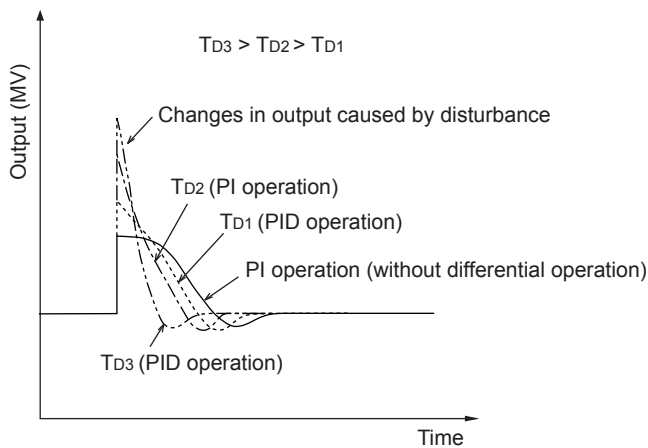 TD3 > TD2 > TD1
Output (MV)
Changes in output caused by disturbance
TD2 (PI operation)
TD1 (PID operation)
PI operation (without differential operation)
TD3 (PID operation)
Time